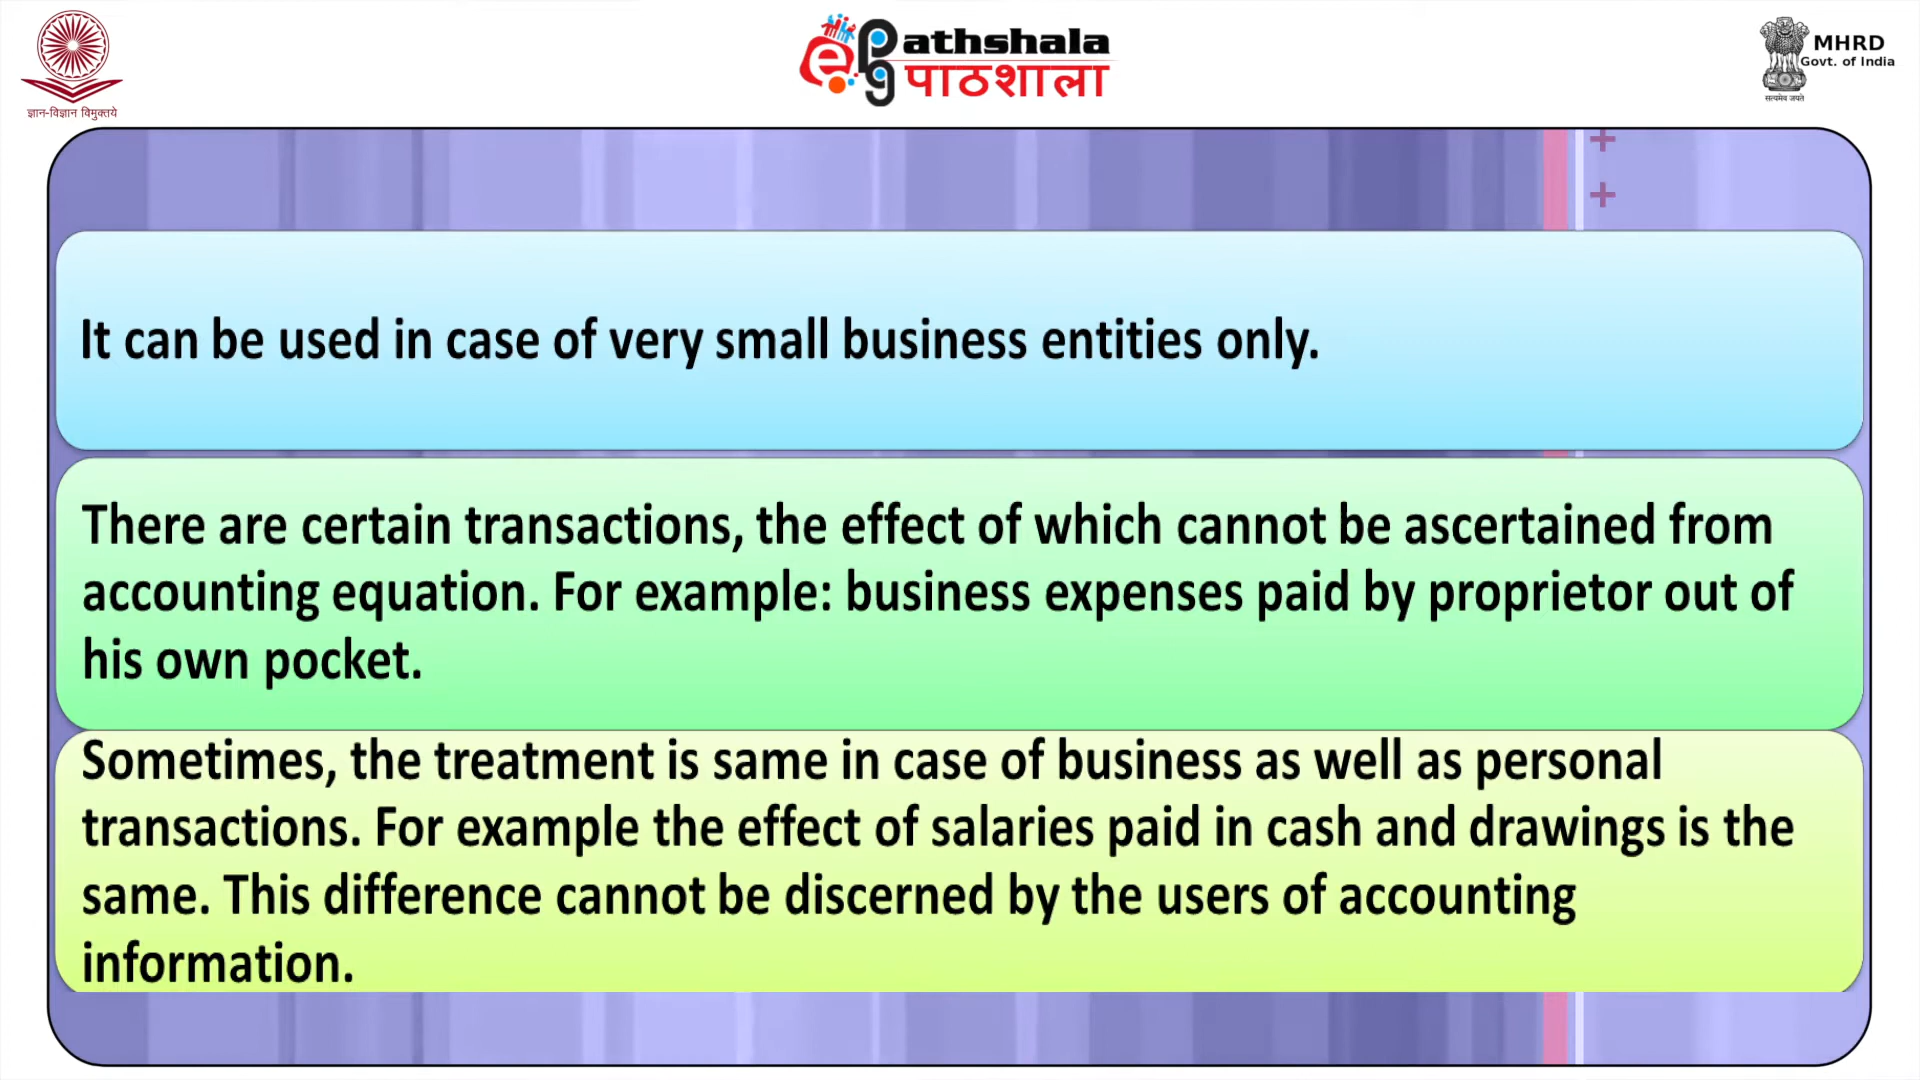 ज्ञान-विज्ञान विमुक्तये
e Pg athshala
पाठशाला
MHRD
Govt. of India
सत्यमेव जयते
It can be used in case of very small business entities only.
There are certain transactions, the effect of which cannot be ascertained from
accounting equation. For example: business expenses paid by proprietor out of
his own pocket.
Sometimes, the treatment is same in case of business as well as personal
transactions. For example the effect of salaries paid in cash and drawings is the
same. This difference cannot be discerned by the users of accounting
information.